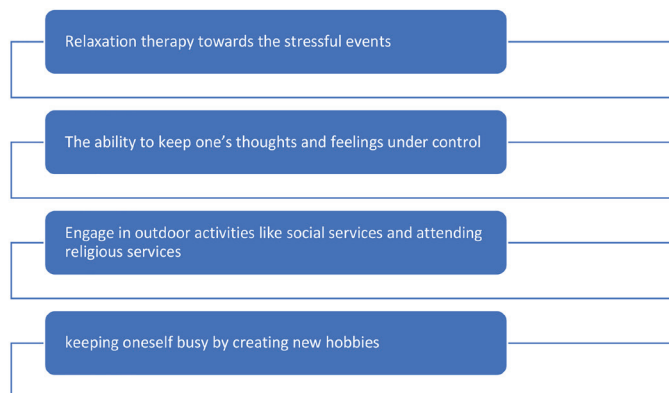 Relaxation therapy towards the stressful events
The ability to keep one’s thoughts and feelings under control
Engage in outdoor activities like social services and attending
religious services
keeping oneself busy by creating new hobbies